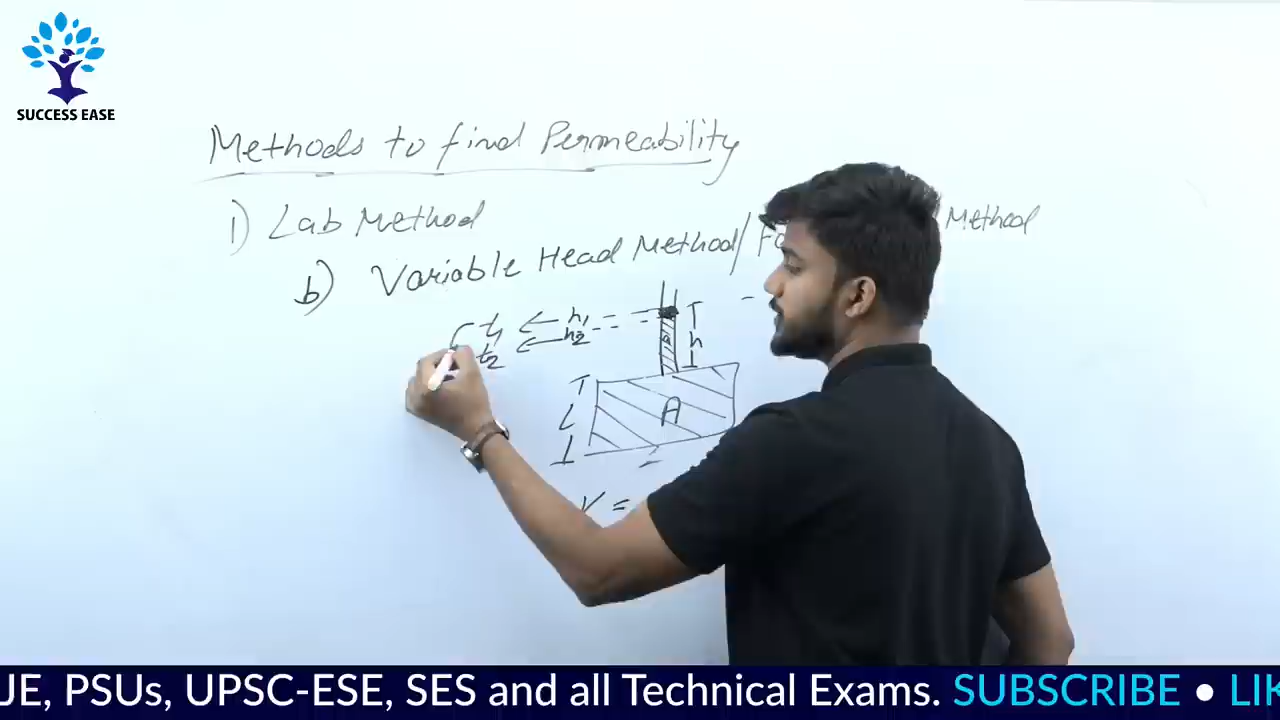 SUCCESS EASE
Methods to find Permeability
1) Lab Method
b) Variable Head Method/ Method
t1 h1
t2 h2
a
h
L
A
JE, PSUs, UPSC-ESE, SES and all Technical Exams. SUBSCRIBE ● LIK